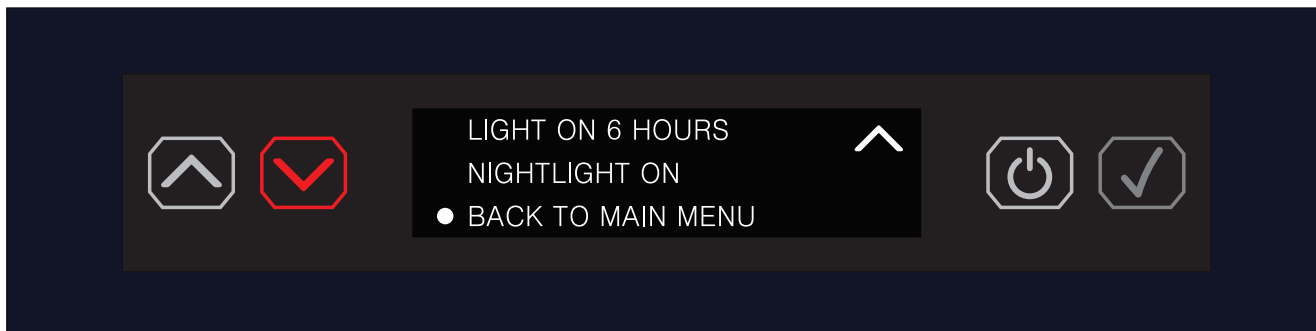 LIGHT ON 6 HOURS
NIGHTLIGHT ON
BACK TO MAIN MENU